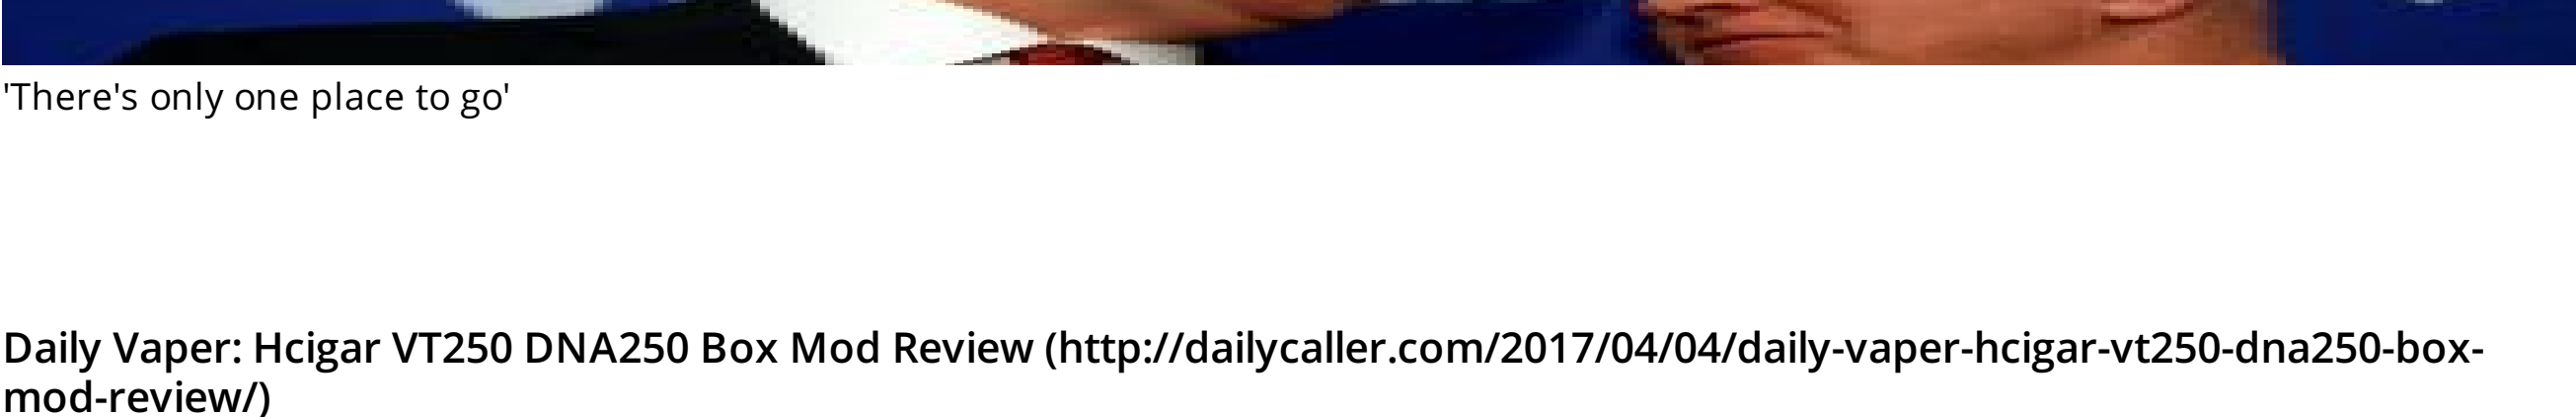 'There's only one place to go'
Daily Vaper: Hcigar VT250 DNA250 Box Mod Review (http://dailycaller.com/2017/04/04/daily-vaper-hcigar-vt250-dna250-box-
mod-review/)